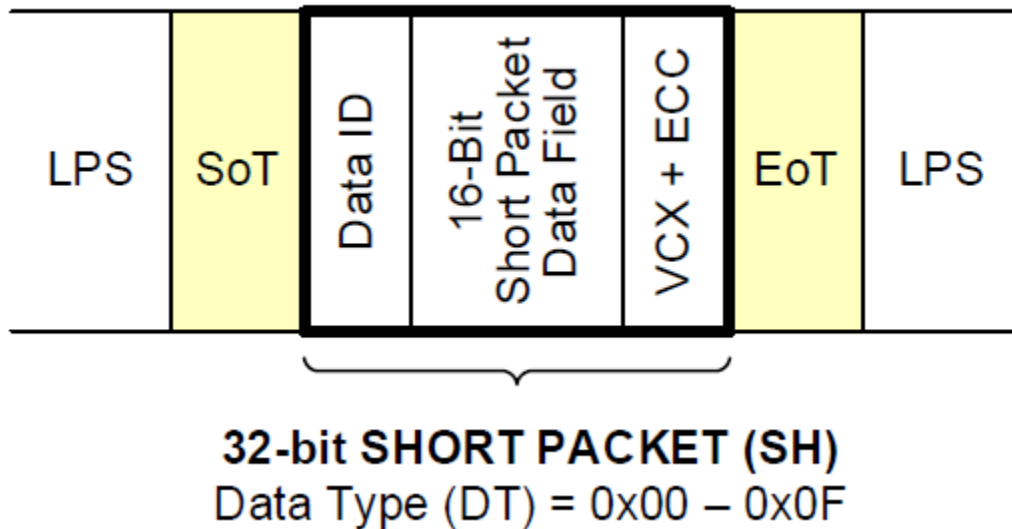 LPS
SoT
Data ID
16-Bit
Short Packet
Data Field
VCX + ECC
EoT
LPS
32-bit SHORT PACKET (SH)
Data Type (DT) = 0x00 – 0x0F